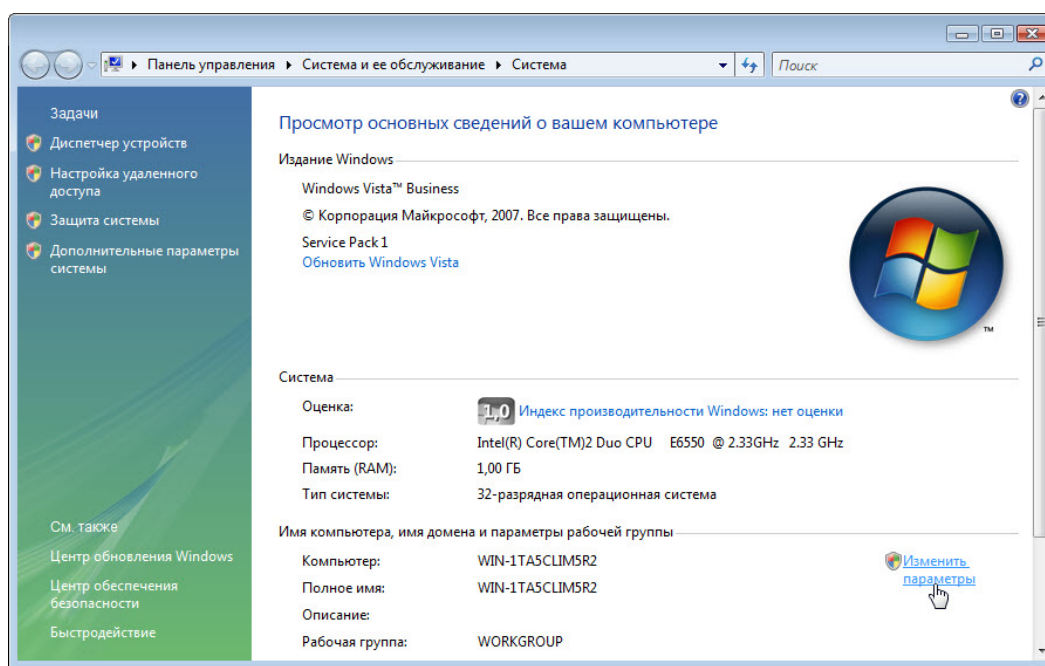 Панель управления ▸ Система и ее обслуживание ▸ Система
Поиск
Задачи
Диспетчер устройств
Настройка удаленного
доступа
Защита системы
Дополнительные параметры
системы
См. также
Центр обновления Windows
Центр обеспечения
безопасности
Быстродействие
Просмотр основных сведений о вашем компьютере
Издание Windows
Windows Vista™ Business
© Корпорация Майкрософт, 2007. Все права защищены.
Service Pack 1
Обновить Windows Vista
TM
Система
Оценка: 1,0 Индекс производительности Windows: нет оценки
Процессор: Intel(R) Core(TM)2 Duo CPU E6550 @ 2.33GHz 2.33 GHz
Память (RAM): 1,00 ГБ
Тип системы: 32-разрядная операционная система
Имя компьютера, имя домена и параметры рабочей группы
Компьютер: WIN-1TA5CLIM5R2
Изменить
параметры
Полное имя: WIN-1TA5CLIM5R2
Описание:
Рабочая группа: WORKGROUP